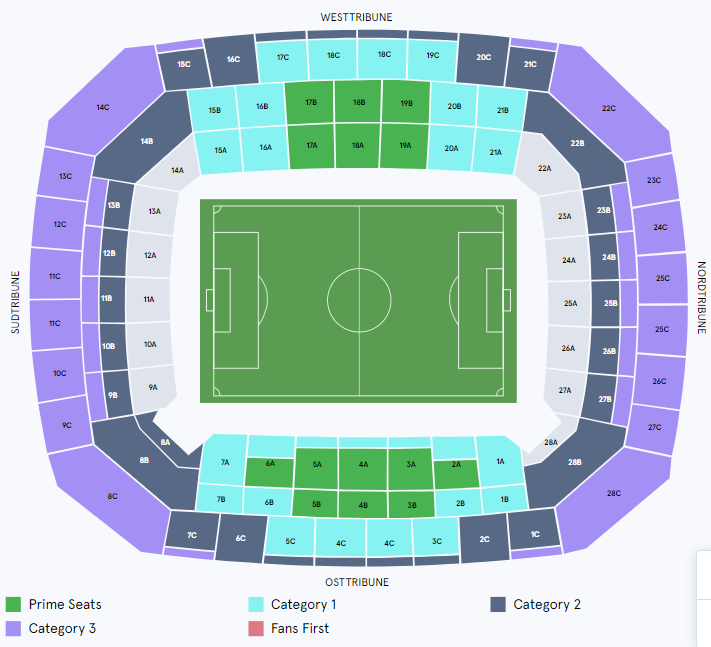 WESTTRIBUNE
15C 16C 17C 18C 18C 19C 20C 21C
14C 22C
15B 16B 17B 18B 19B 20B 21B
14B 22B
15A 16A 17A 18A 19A 20A 21A
14A 22A
13C 23C
13B 13A 23A 23B
12C 24C
12B 12A 24A 24B
11C 25C
11B 11A 25A 25B
SÜDTRIBUNE
NORDTRIBUNE
11C 25C
10B 10A 26A 26B
10C 26C
9B 9A 27A 27B
9C 27C
8A 28A
8B 28B
7A 6A 5A 4A 3A 2A 1A
8C 28C
7B 6B 5B 4B 3B 2B 1B
7C 6C 5C 4C 4C 3C 2C 1C
OSTTRIBUNE
Prime Seats Category 1 Category 2
Category 3 Fans First